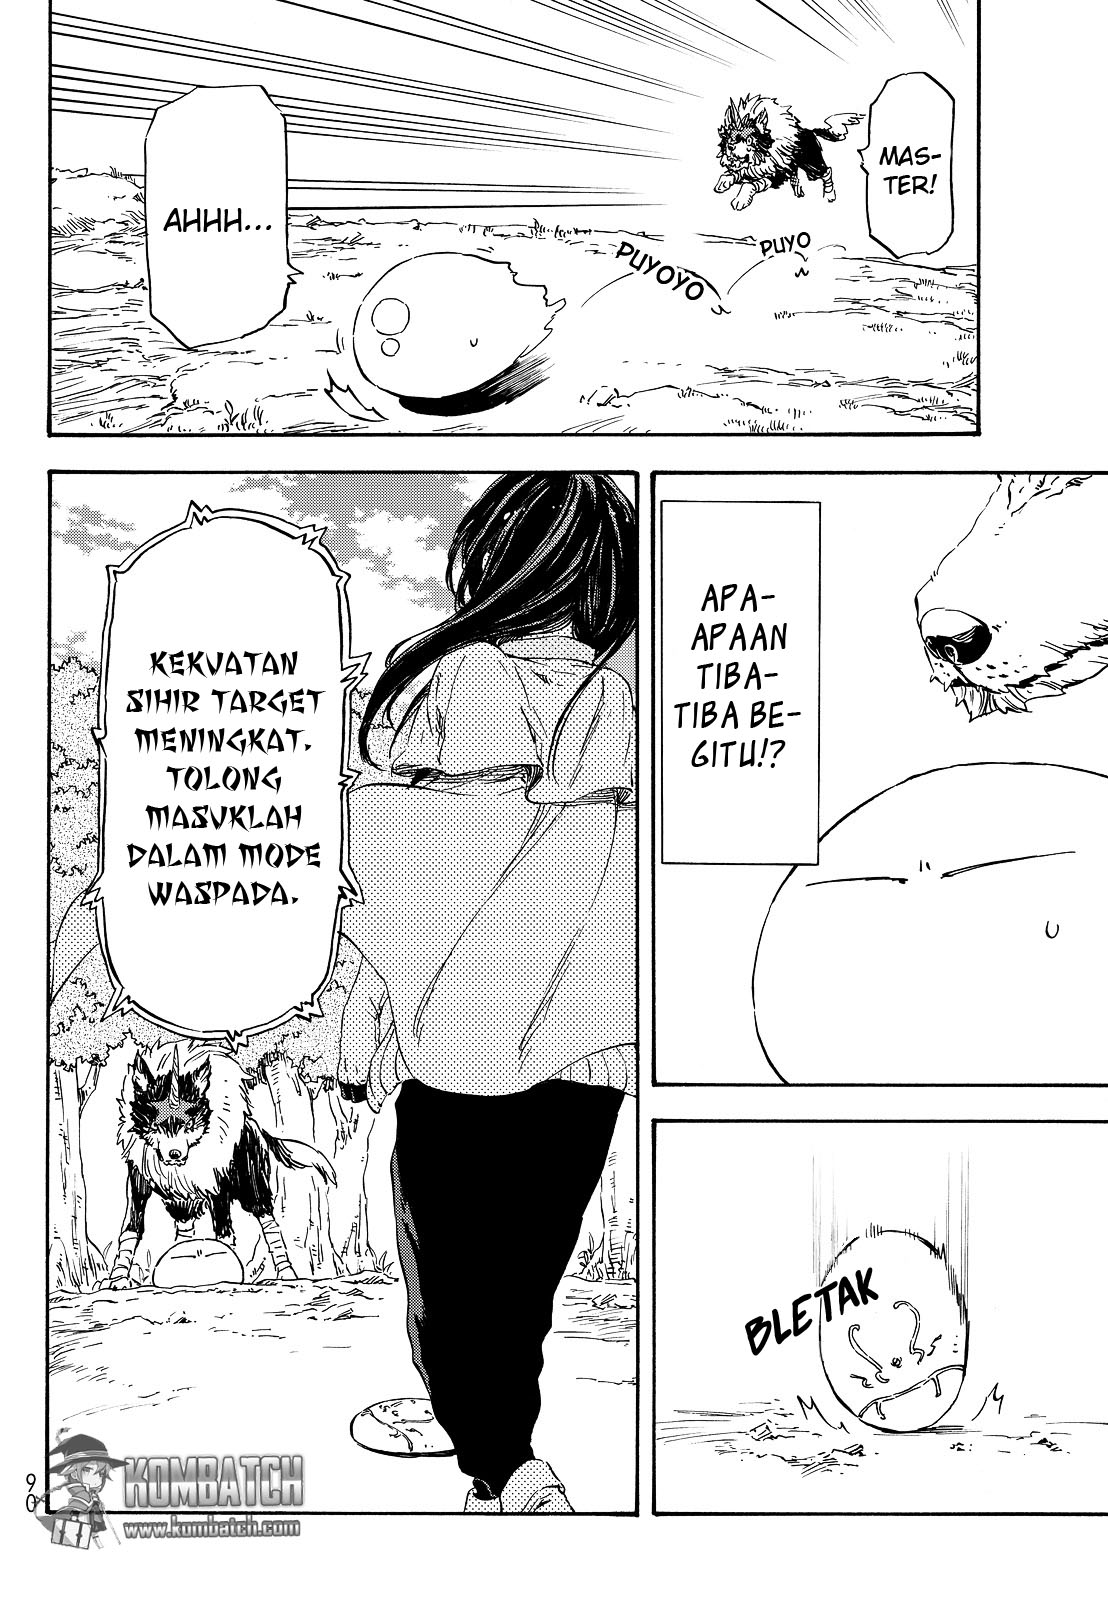 MAS-
TER!
PUYO
PUYOYO
AHHH...
APA-
APAAN
TIBA-
TIBA BE-
GITU!?
BLETAK
KEKUATAN
SIHIR TARGET
MENINGKAT.
TOLONG
MASUKLAH
DALAM MODE
WASPADA.
90
KOMBATCH
www.kombatch.com